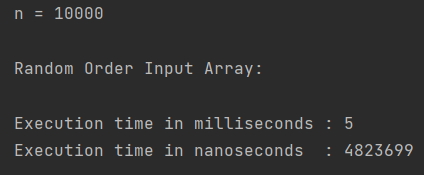 n = 10000
Random Order Input Array:
Execution time in milliseconds : 5
Execution time in nanoseconds  : 4823699